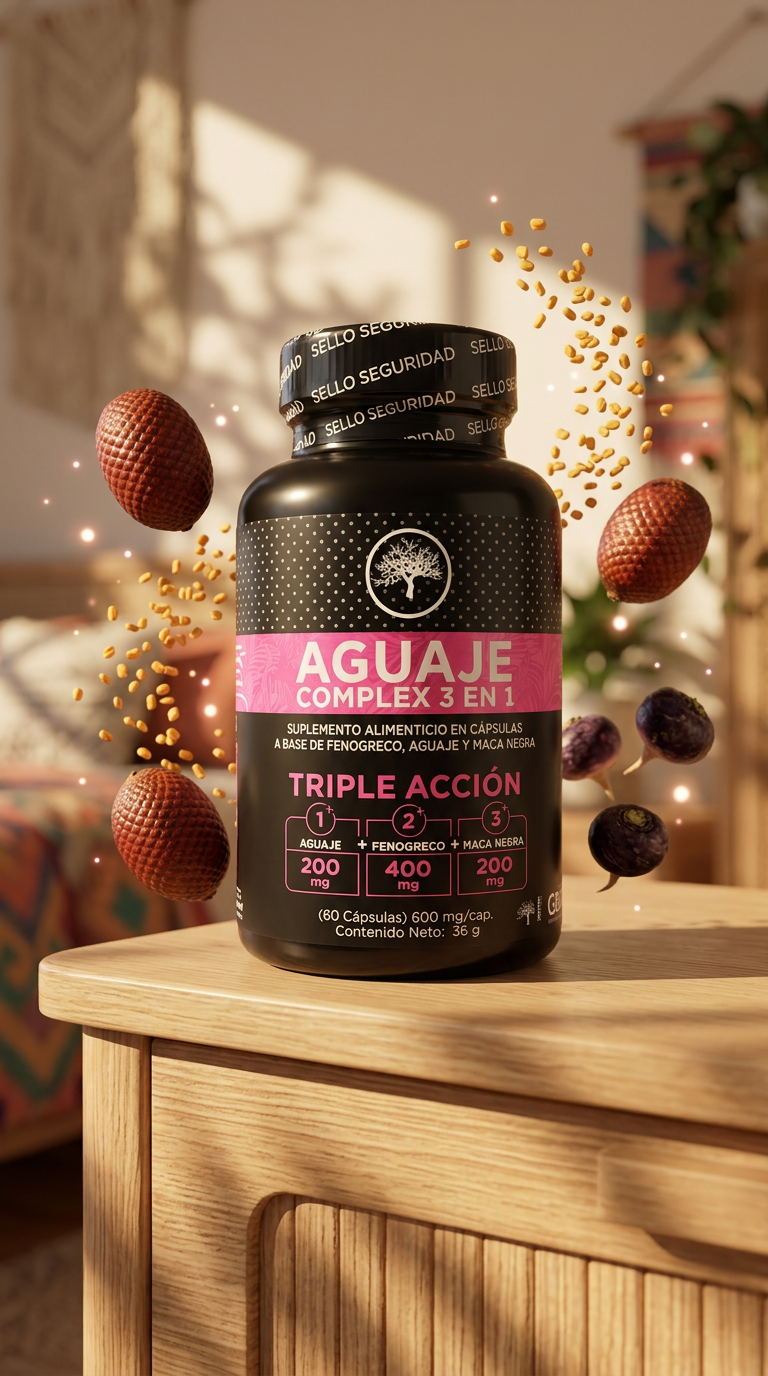 SELLO SEGURIDAD
SELLO SEGURIDAD
SELLO SEGURIDAD
AGUAJE
COMPLEX 3 EN 1
SUPLEMENTO ALIMENTICIO EN CÁPSULAS
A BASE DE FENOGRECO, AGUAJE Y MACA NEGRA
TRIPLE ACCIÓN
1+ 2+ 3+
AGUAJE + FENOGRECO + MACA NEGRA
200 mg 400 mg 200 mg
(60 Cápsulas) 600 mg/cap.
Contenido Neto: 36 g